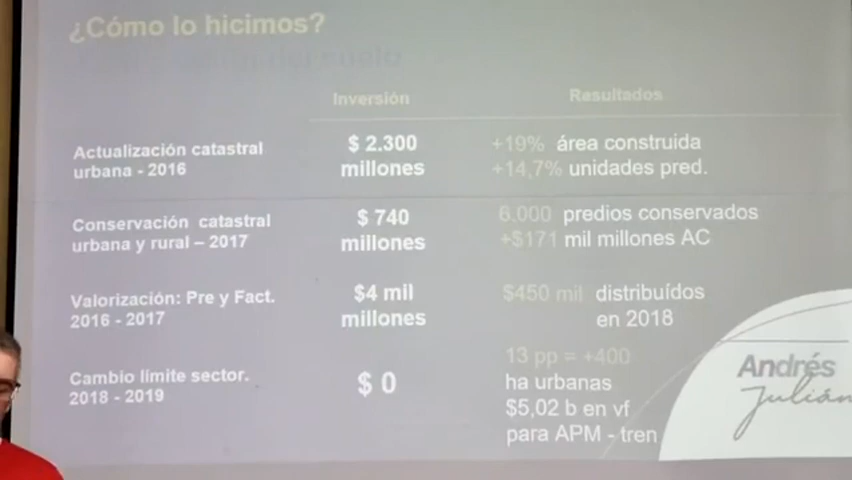 ¿Cómo lo hicimos?
Inversión
Resultados
Actualización catastral
urbana - 2016
$ 2.300
millones
+19% área construida
+14,7% unidades pred.
Conservación catastral
urbana y rural – 2017
$ 740
millones
6.000 predios conservados
+$171 mil millones AC
Valorización: Pre y Fact.
2016 - 2017
$4 mil
millones
$450 mil distribuídos
en 2018
Cambio límite sector.
2018 - 2019
$ 0
13 pp = +400
ha urbanas
$5,02 b en vf
para APM - tren
Andrés
Julián